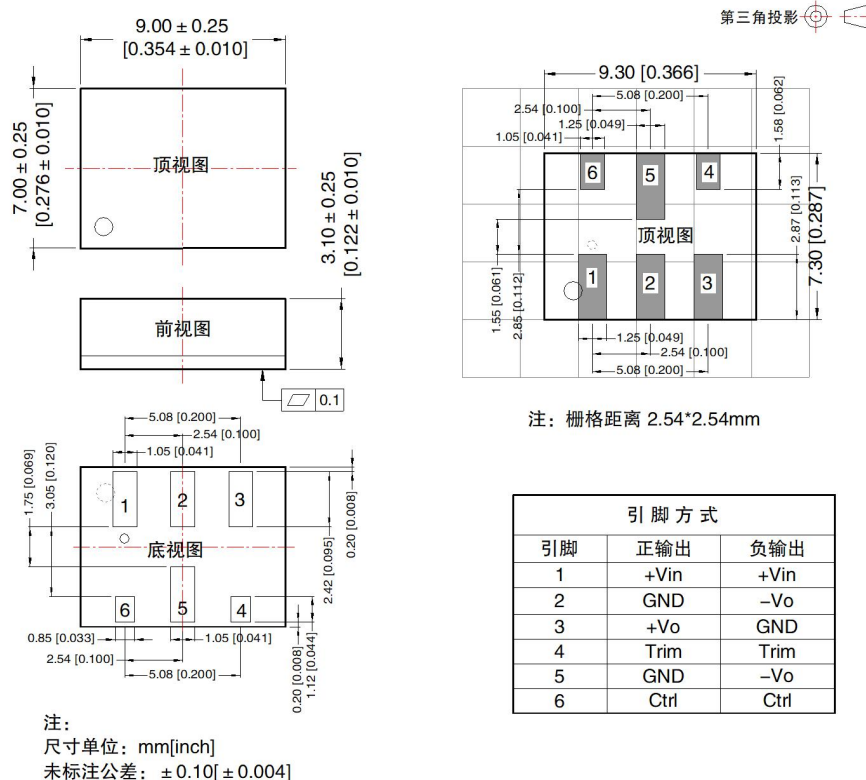 第三角投影
9.00 ± 0.25
[0.354 ± 0.010]
7.00 ± 0.25
[0.276 ± 0.010]
顶视图
3.10 ± 0.25
[0.122 ± 0.010]
前视图
0.1
5.08 [0.200]
2.54 [0.100]
1.05 [0.041]
1.75 [0.069]
3.05 [0.120]
1
2
3
底视图
0.20 [0.008]
2.42 [0.095]
6
5
4
0.85 [0.033]
1.05 [0.041]
2.54 [0.100]
5.08 [0.200]
0.20 [0.008]
1.12 [0.044]
注:
尺寸单位: mm[inch]
未标注公差: ± 0.10[ ± 0.004]
9.30 [0.366]
5.08 [0.200]
2.54 [0.100]
1.25 [0.049]
1.05 [0.041]
1.58 [0.062]
6
5
4
顶视图
2.87 [0.113]
7.30 [0.287]
1.55 [0.061]
2.85 [0.112]
1
2
3
1.25 [0.049]
2.54 [0.100]
5.08 [0.200]
注: 栅格距离 2.54*2.54mm
引脚方式
引脚 正输出 负输出
1 +Vin +Vin
2 GND −Vo
3 +Vo GND
4 Trim Trim
5 GND −Vo
6 Ctrl Ctrl